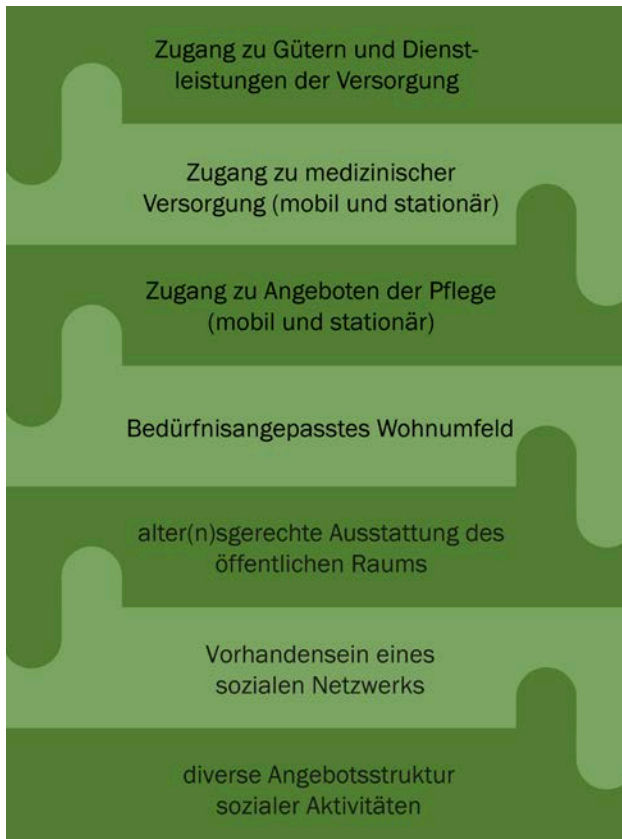 Zugang zu Gütern und Dienst-
leistungen der Versorgung
Zugang zu medizinischer
Versorgung (mobil und stationär)
Zugang zu Angeboten der Pflege
(mobil und stationär)
Bedürfnisangepasstes Wohnumfeld
alter(n)sgerechte Ausstattung des
öffentlichen Raums
Vorhandensein eines
sozialen Netzwerks
diverse Angebotsstruktur
sozialer Aktivitäten